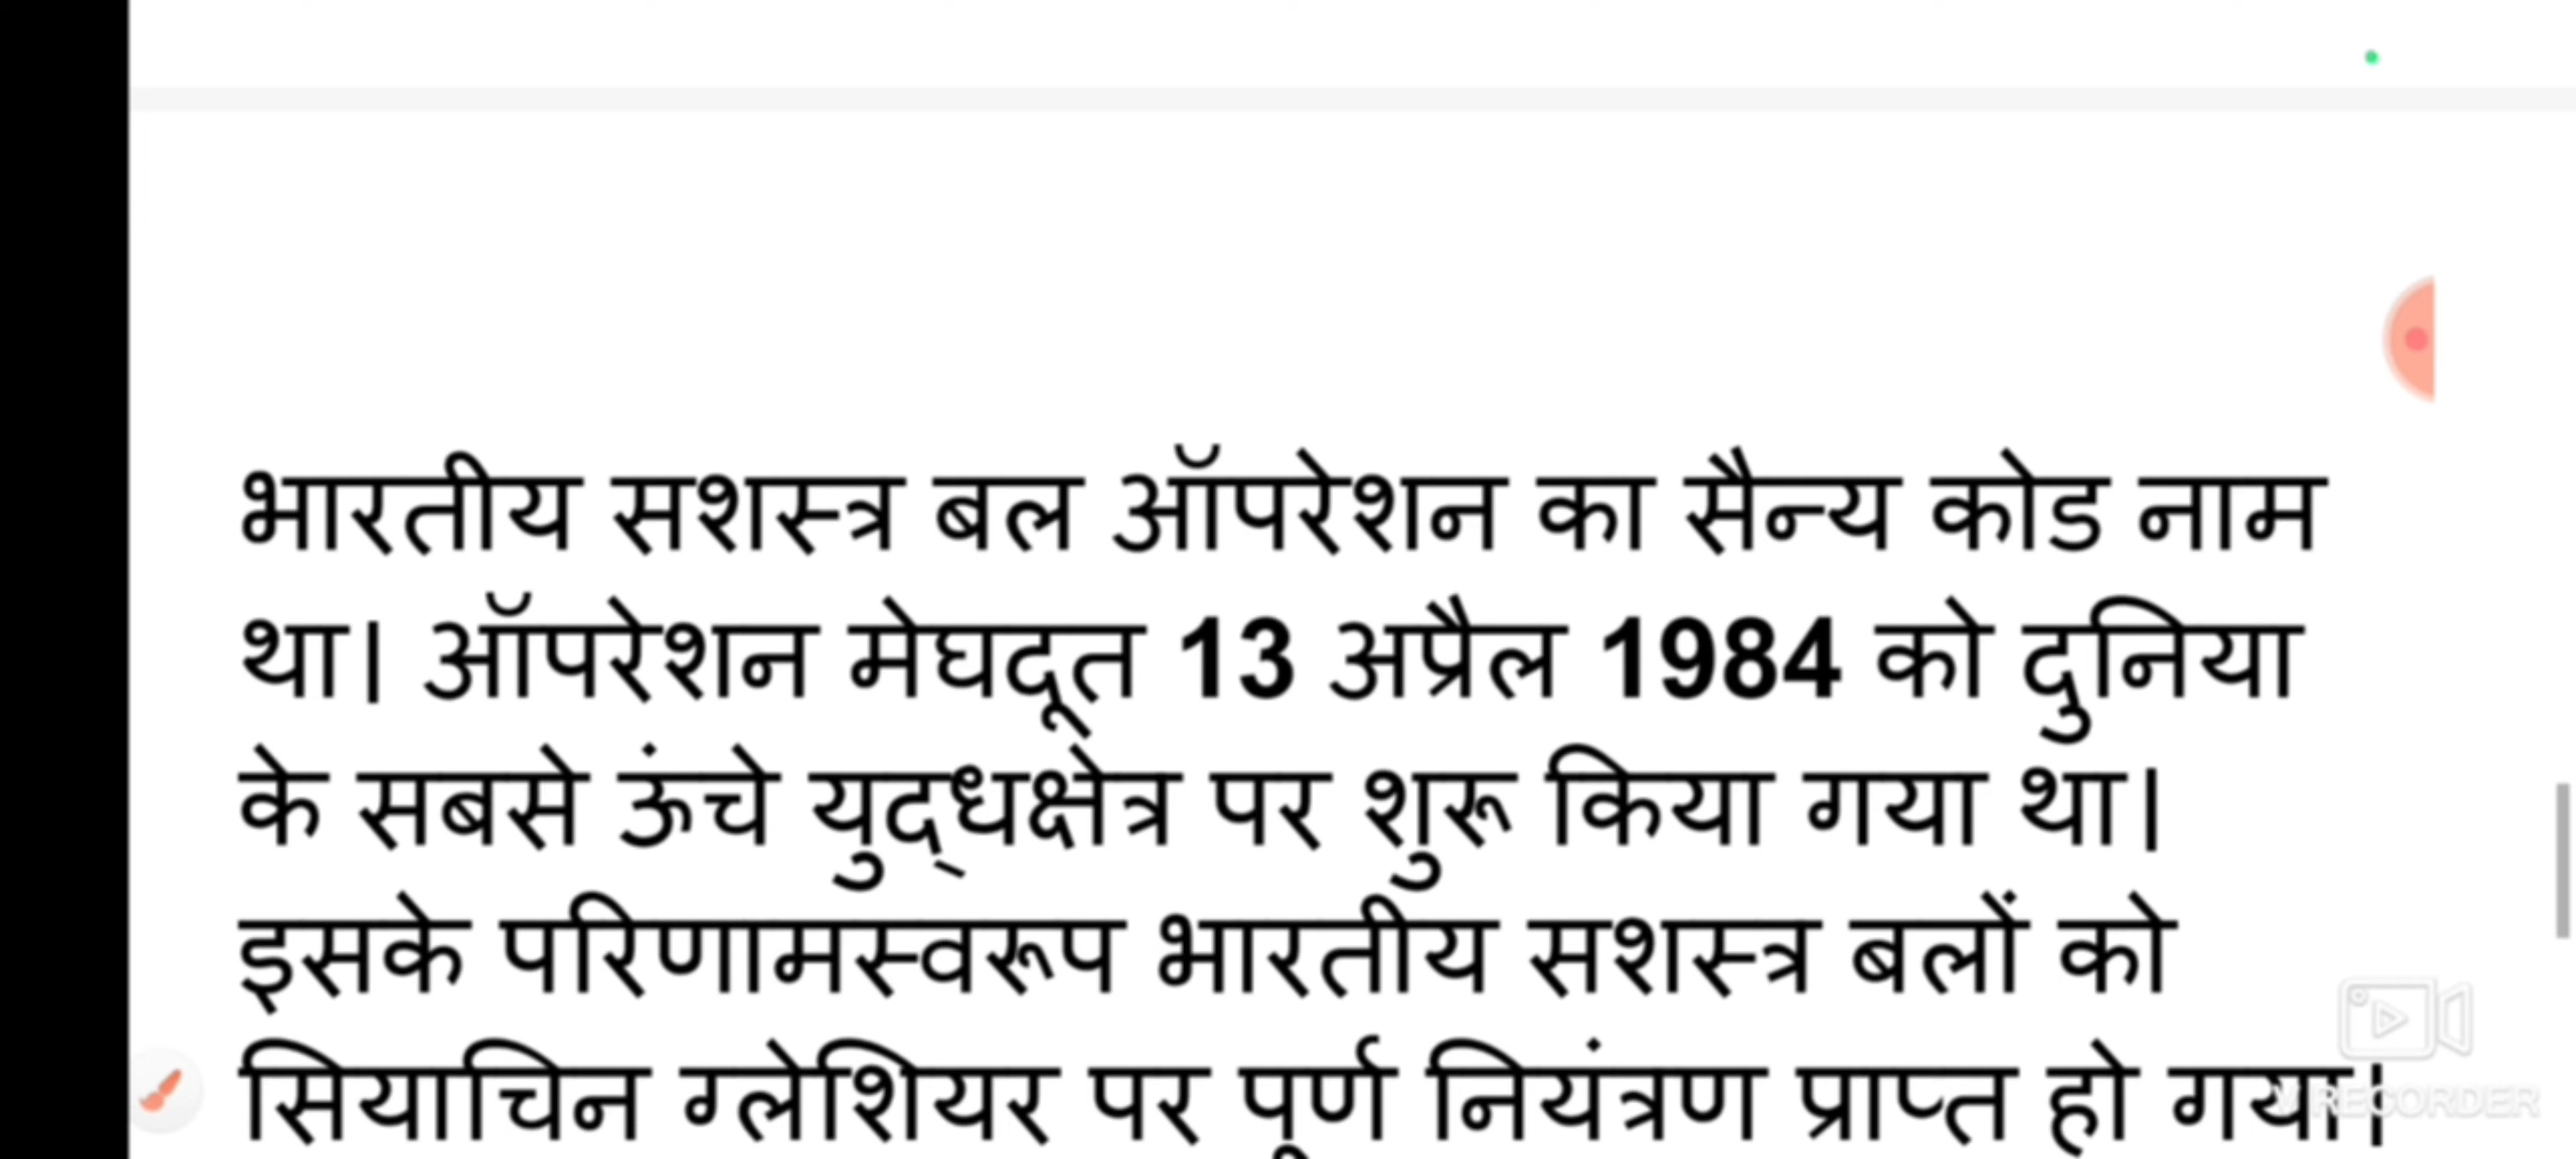 भारतीय सशस्त्र बल ऑपरेशन का सैन्य कोड नाम
था। ऑपरेशन मेघदूत 13 अप्रैल 1984 को दुनिया
के सबसे ऊंचे युद्धक्षेत्र पर शुरू किया गया था।
इसके परिणामस्वरूप भारतीय सशस्त्र बलों को
सियाचिन ग्लेशियर पर पूर्ण नियंत्रण प्राप्त हो गया।
V RECORDER